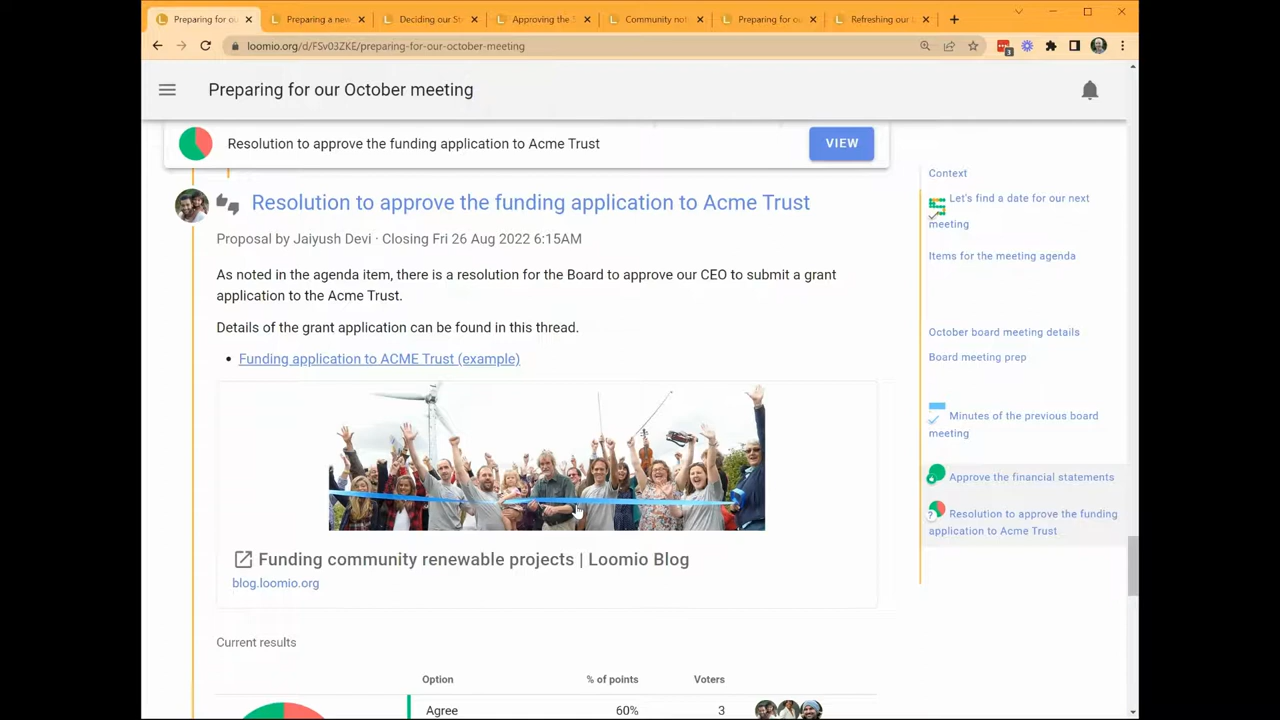 Preparing for ou
Preparing a new
Deciding our St
Approving the
Community no
Preparing for ou
Refreshing our
loomio.org/d/FSv03ZKE/preparing-for-our-october-meeting
3
Preparing for our October meeting
Resolution to approve the funding application to Acme Trust
VIEW
Resolution to approve the funding application to Acme Trust
Proposal by Jaiyush Devi · Closing Fri 26 Aug 2022 6:15AM
As noted in the agenda item, there is a resolution for the Board to approve our CEO to submit a grant
application to the Acme Trust.
Details of the grant application can be found in this thread.
• Funding application to ACME Trust (example)
Funding community renewable projects | Loomio Blog
blog.loomio.org
Current results
Option % of points Voters
Agree 60% 3
Context
Let's find a date for our next
meeting
Items for the meeting agenda
October board meeting details
Board meeting prep
Minutes of the previous board
meeting
Approve the financial statements
Resolution to approve the funding
application to Acme Trust